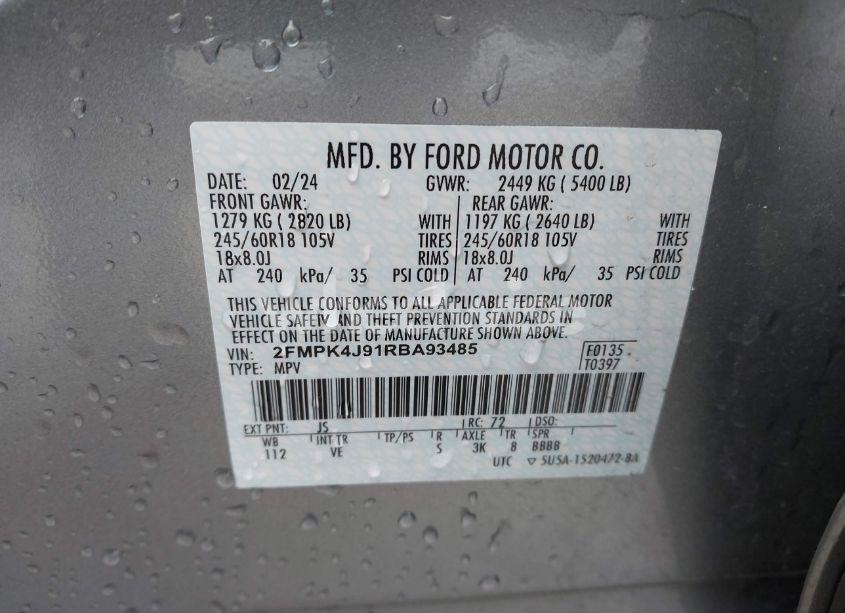 MFD. BY FORD MOTOR CO.
DATE: 02/24 GVWR: 2449 KG ( 5400 LB)
FRONT GAWR: REAR GAWR:
1279 KG ( 2820 LB) WITH 1197 KG ( 2640 LB) WITH
245/60R18 105V TIRES 245/60R18 105V TIRES
18x8.0J RIMS 18x8.0J RIMS
AT 240 kPa/ 35 PSI COLD AT 240 kPa/ 35 PSI COLD
THIS VEHICLE CONFORMS TO ALL APPLICABLE FEDERAL MOTOR
VEHICLE SAFETY AND THEFT PREVENTION STANDARDS IN
EFFECT ON THE DATE OF MANUFACTURE SHOWN ABOVE.
VIN: 2FMPK4J91RBA93485 F0135
TYPE: MPV T0397
EXT PNT: JS RC: 72 DSO:
WB INT TR TP/PS R AXLE TR SPR
112 VE S 3K 8 BBBB
UTC ▽ 5U5A-1520472-BA